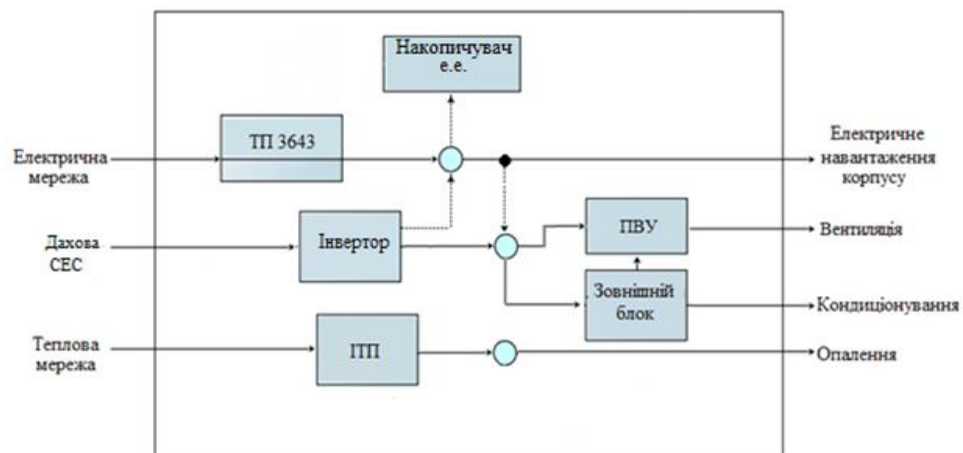 Накопичувач
е.е.
ТП 3643
Електрична
мережа
Електричне
навантаження
корпусу
Дахова
СЕС
Інвертор
ПВУ
Вентиляція
Зовнішній
блок
Кондиціонування
Теплова
мережа
ІТП
Опалення